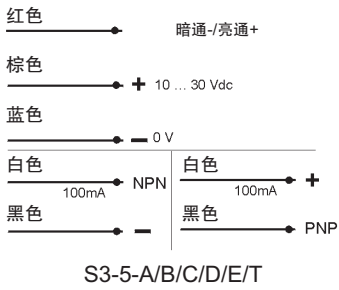 红色
暗通-/亮通+
棕色
+ 10 ... 30 Vdc
蓝色
- 0 V
白色 NPN
100mA
黑色 -
白色 +
100mA
黑色 PNP
S3-5-A/B/C/D/E/T